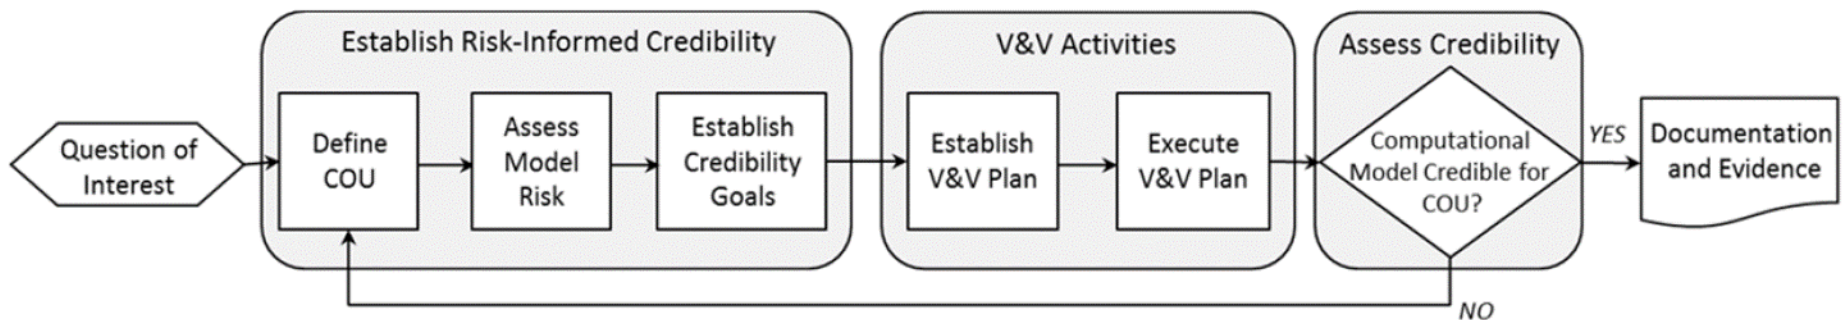 Establish Risk-Informed Credibility
V&V Activities
Assess Credibility
Question of
Interest
Define
COU
Assess
Model
Risk
Establish
Credibility
Goals
Establish
V&V Plan
Execute
V&V Plan
Computational
Model Credible for
COU?
YES
Documentation
and Evidence
NO